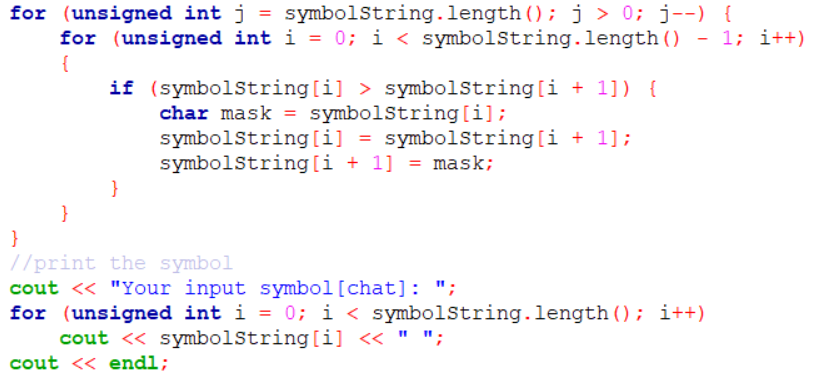 for (unsigned int j = symbolString.length(); j > 0; j--) {
    for (unsigned int i = 0; i < symbolString.length() - 1; i++)
    {
        if (symbolString[i] > symbolString[i + 1]) {
            char mask = symbolString[i];
            symbolString[i] = symbolString[i + 1];
            symbolString[i + 1] = mask;
        }
    }
}
//print the symbol
cout << "Your input symbol[chat]: ";
for (unsigned int i = 0; i < symbolString.length(); i++)
    cout << symbolString[i] << " ";
cout << endl;